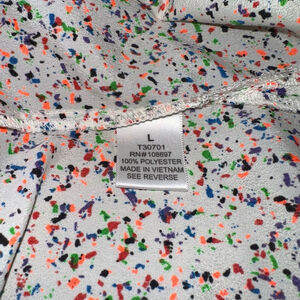 L
T30701
RN#108697
100% POLYESTER
MADE IN VIETNAM
SEE REVERSE